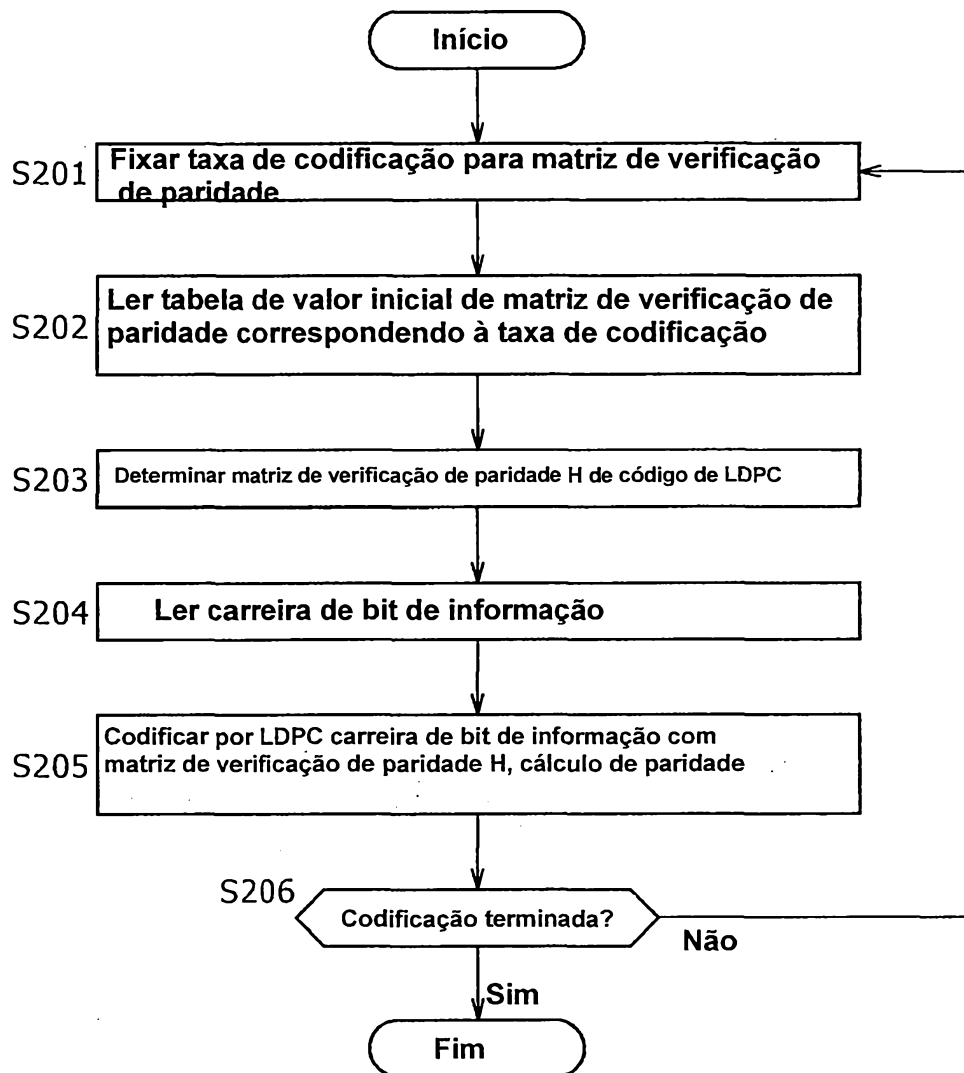 Início
S201
Fixar taxa de codificação para matriz de verificação
de paridade
S202
Ler tabela de valor inicial de matriz de verificação de
paridade correspondendo à taxa de codificação
S203
Determinar matriz de verificação de paridade H de código de LDPC
S204
Ler carreira de bit de informação
S205
Codificar por LDPC carreira de bit de informação com
matriz de verificação de paridade H, cálculo de paridade
S206
Codificação terminada?
Não
Sim
Fim